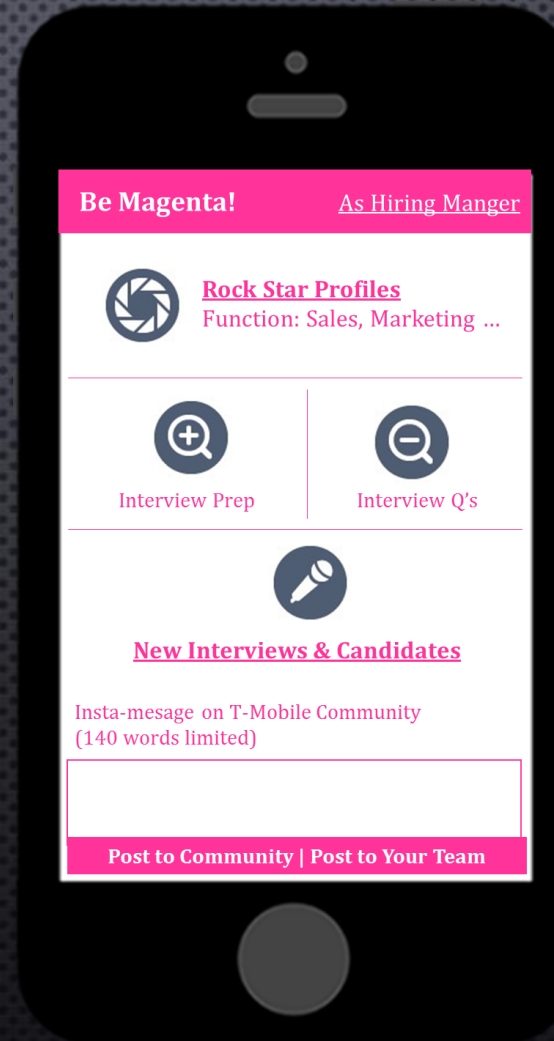 Be Magenta!
As Hiring Manger
Rock Star Profiles
Function: Sales, Marketing ...
Interview Prep
Interview Q’s
New Interviews & Candidates
Insta-mesage on T-Mobile Community
(140 words limited)
Post to Community | Post to Your Team